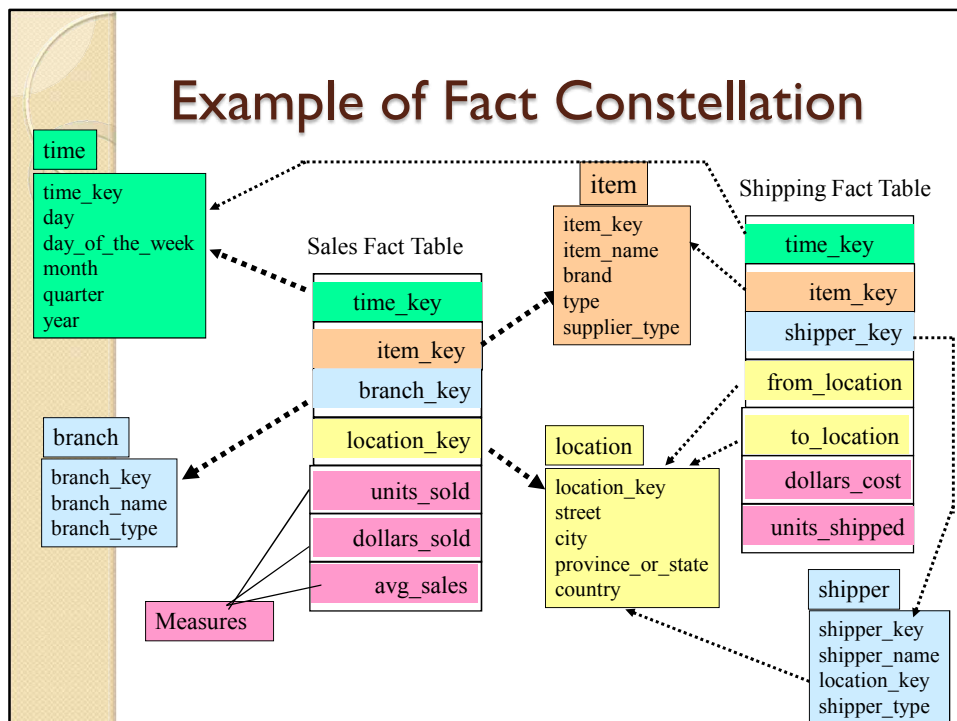 Example of Fact Constellation
time
time_key
day
day_of_the_week
month
quarter
year
Sales Fact Table
time_key
item_key
branch_key
location_key
units_sold
dollars_sold
avg_sales
Measures
branch
branch_key
branch_name
branch_type
item
item_key
item_name
brand
type
supplier_type
location
location_key
street
city
province_or_state
country
Shipping Fact Table
time_key
item_key
shipper_key
from_location
to_location
dollars_cost
units_shipped
shipper
shipper_key
shipper_name
location_key
shipper_type